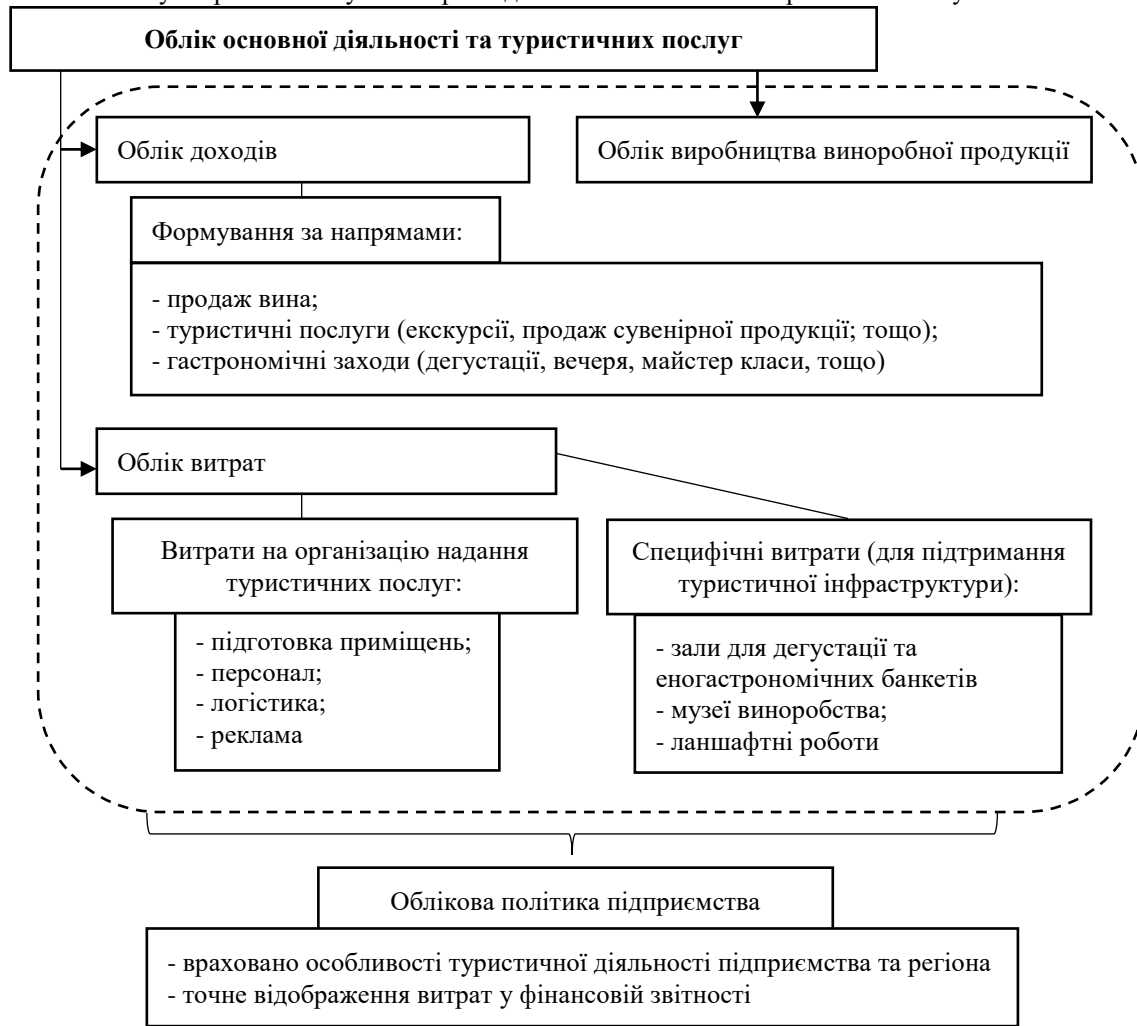 Облік основної діяльності та туристичних послуг
Облік доходів
Облік виробництва виноробної продукції
Формування за напрямами:
- продаж вина;
- туристичні послуги (екскурсії, продаж сувенірної продукції; тощо);
- гастрономічні заходи (дегустації, вечеря, майстер класи, тощо)
Облік витрат
Витрати на організацію надання
туристичних послуг:
- підготовка приміщень;
- персонал;
- логістика;
- реклама
Специфічні витрати (для підтримання
туристичної інфраструктури):
- зали для дегустації та
еногастрономічних банкетів
- музеї виноробства;
- ланшафтні роботи
Облікова політика підприємства
- враховано особливості туристичної діяльності підприємства та регіона
- точне відображення витрат у фінансовій звітності